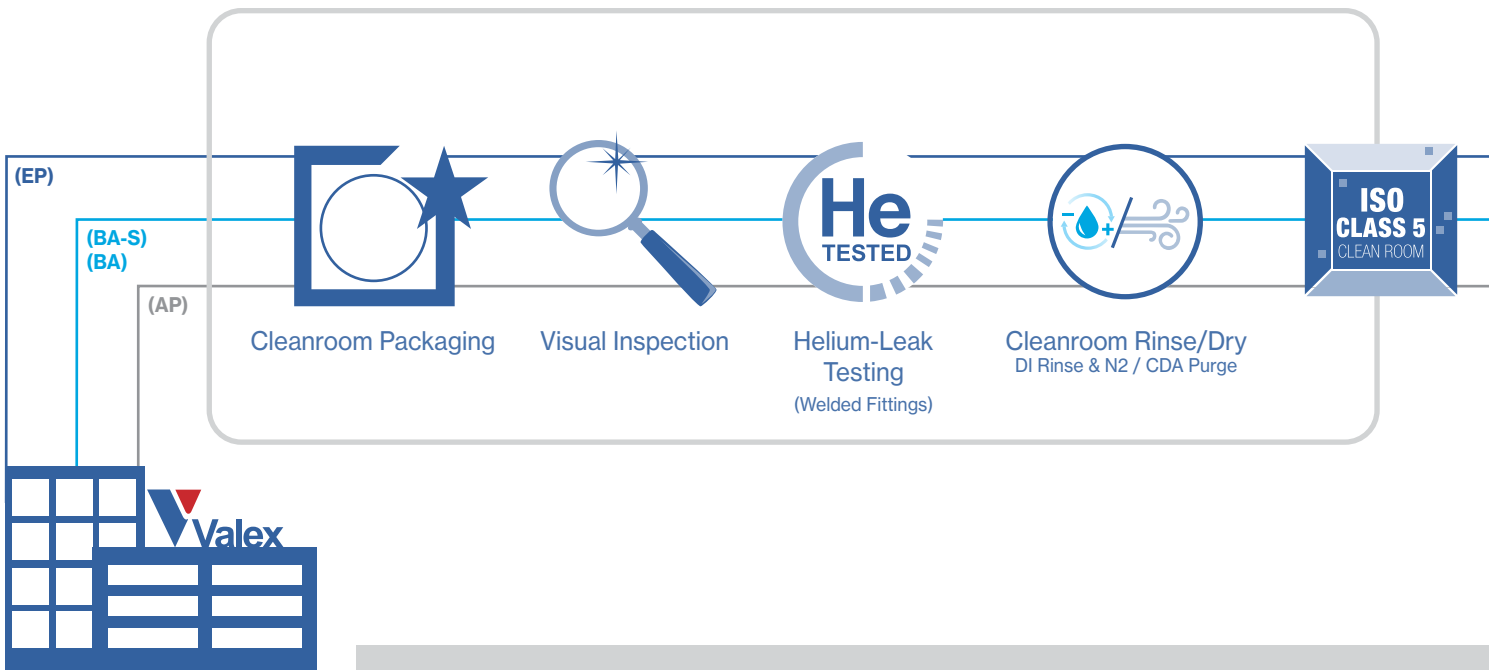 (EP)
(BA-S)
(BA)
(AP)
He
TESTED
ISO
CLASS 5
CLEAN ROOM
Cleanroom Packaging
Visual Inspection
Helium-Leak
Testing
(Welded Fittings)
Cleanroom Rinse/Dry
DI Rinse & N2 / CDA Purge
Valex